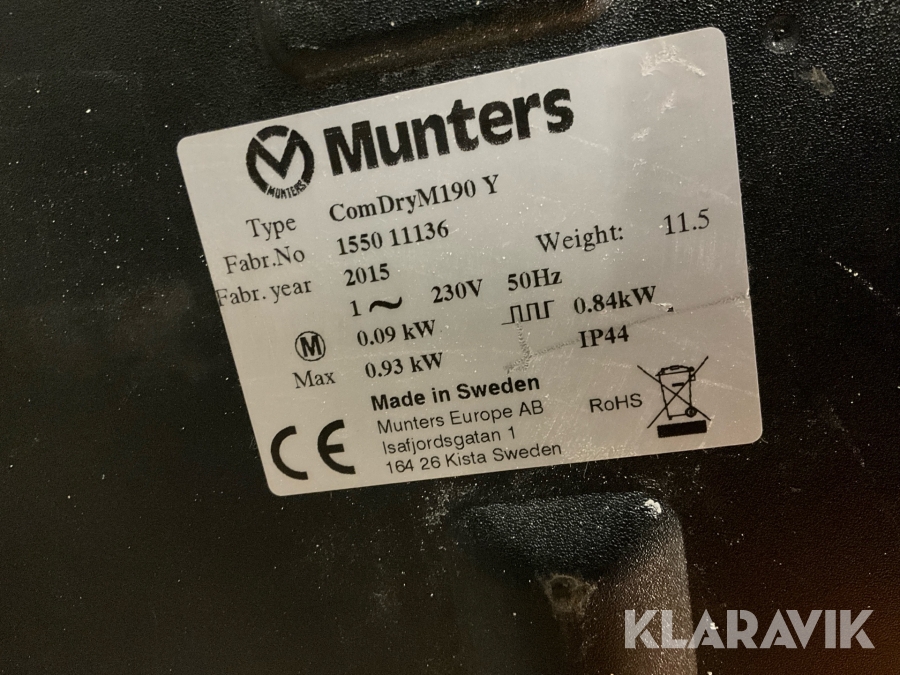 MUNTERS
Munters
Type ComDryM190 Y
Fabr.No 1550 11136 Weight: 11.5
Fabr. year 2015
1 ~ 230V 50Hz
M 0.09 kW 0.84kW
Max 0.93 kW IP44
Made in Sweden
Munters Europe AB
Isafjordsgatan 1
164 26 Kista Sweden
CE
RoHS
KLARAVIK